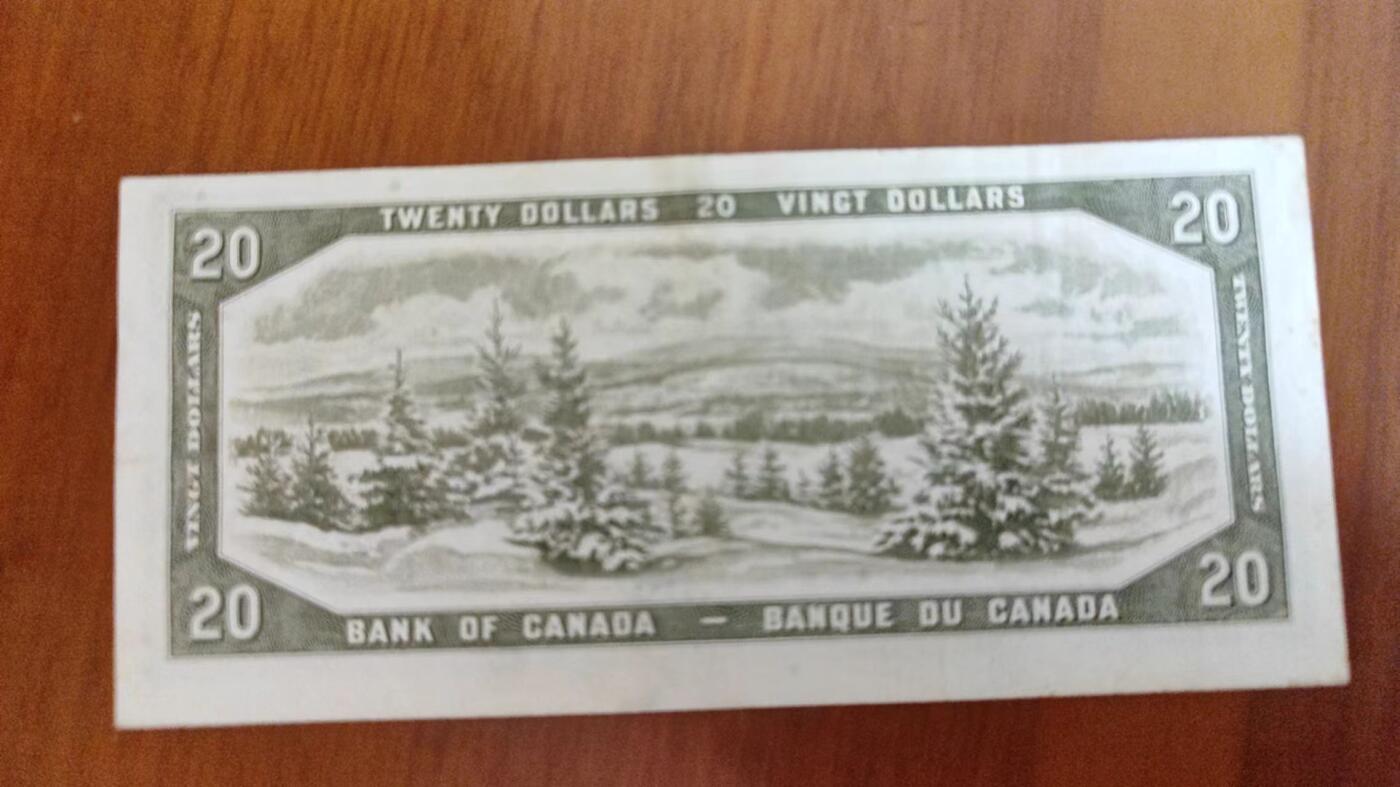 TWENTY DOLLARS 20 VINGT DOLLARS
20
20
VINGT DOLLARS
TWENTY DOLLARS
20
20
BANK OF CANADA — BANQUE DU CANADA